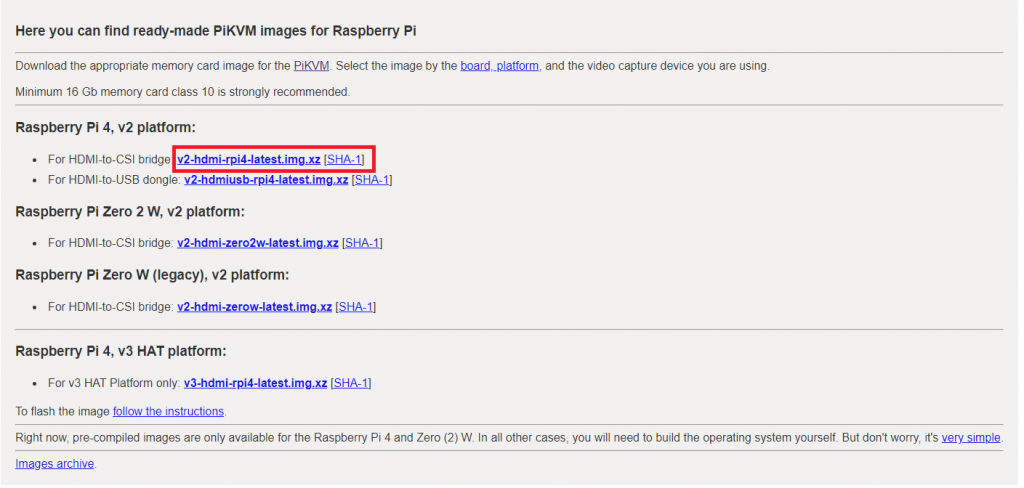 Here you can find ready-made PiKVM images for Raspberry Pi
Download the appropriate memory card image for the PiKVM. Select the image by the board, platform, and the video capture device you are using.
Minimum 16 Gb memory card class 10 is strongly recommended.
Raspberry Pi 4, v2 platform:
• For HDMI-to-CSI bridge: v2-hdmi-rpi4-latest.img.xz [SHA-1]
• For HDMI-to-USB dongle: v2-hdmiusb-rpi4-latest.img.xz [SHA-1]
Raspberry Pi Zero 2 W, v2 platform:
• For HDMI-to-CSI bridge: v2-hdmi-zero2w-latest.img.xz [SHA-1]
Raspberry Pi Zero W (legacy), v2 platform:
• For HDMI-to-CSI bridge: v2-hdmi-zerow-latest.img.xz [SHA-1]
Raspberry Pi 4, v3 HAT platform:
• For v3 HAT Platform only: v3-hdmi-rpi4-latest.img.xz [SHA-1]
To flash the image follow the instructions.
Right now, pre-compiled images are only available for the Raspberry Pi 4 and Zero (2) W. In all other cases, you will need to build the operating system yourself. But don't worry, it's very simple.
Images archive.